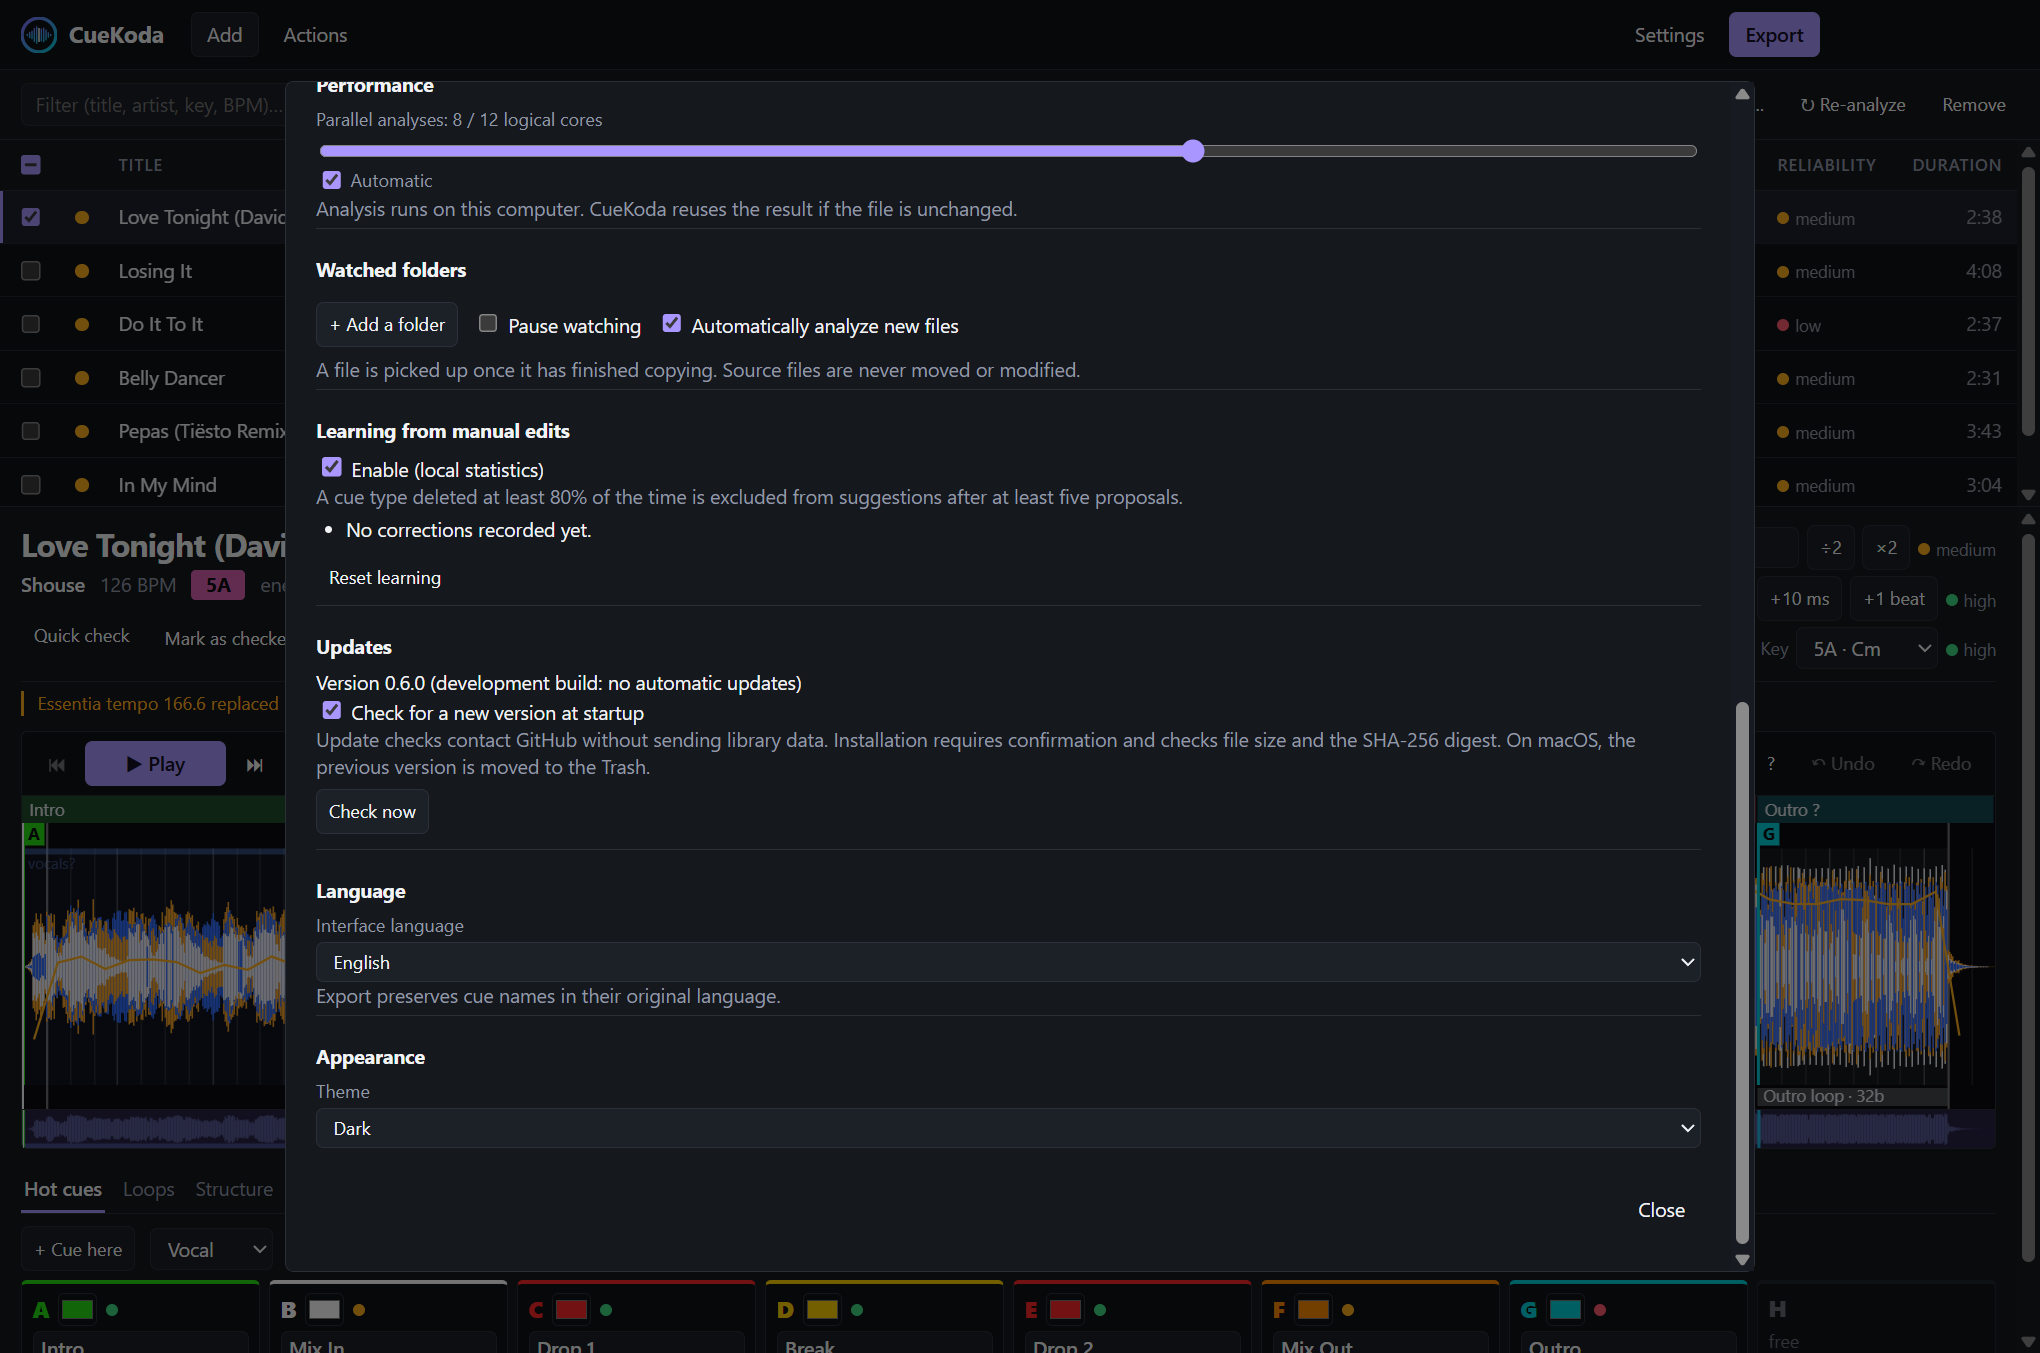 CueKoda
Add
Actions
Settings
Export
Filter (title, artist, key, BPM)...
↻ Re-analyze
Remove
TITLE
RELIABILITY
DURATION
Love Tonight (David
medium
2:38
Losing It
medium
4:08
Do It To It
low
2:37
Belly Dancer
medium
2:31
Pepas (Tiësto Remix
medium
3:43
In My Mind
medium
3:04
Performance
Parallel analyses: 8 / 12 logical cores
Automatic
Analysis runs on this computer. CueKoda reuses the result if the file is unchanged.
Watched folders
+ Add a folder
Pause watching
Automatically analyze new files
A file is picked up once it has finished copying. Source files are never moved or modified.
Learning from manual edits
Enable (local statistics)
A cue type deleted at least 80% of the time is excluded from suggestions after at least five proposals.
• No corrections recorded yet.
Reset learning
Updates
Version 0.6.0 (development build: no automatic updates)
Check for a new version at startup
Update checks contact GitHub without sending library data. Installation requires confirmation and checks file size and the SHA-256 digest. On macOS, the
previous version is moved to the Trash.
Check now
Language
Interface language
English
Export preserves cue names in their original language.
Appearance
Theme
Dark
Close
Love Tonight (Davi
Shouse 126 BPM 5A ene
Quick check
Mark as checke
Essentia tempo 166.6 replaced
Play
Intro
A
vocals?
÷2
×2
medium
+10 ms
+1 beat
high
Key
5A · Cm
high
?
↶ Undo
↷ Redo
Outro ?
G
Outro loop · 32b
Hot cues
Loops
Structure
+ Cue here
Vocal
A
B
C
D
E
F
G
H
Intro
Mix In
Drop 1
Break
Drop 2
Mix Out
Outro
free